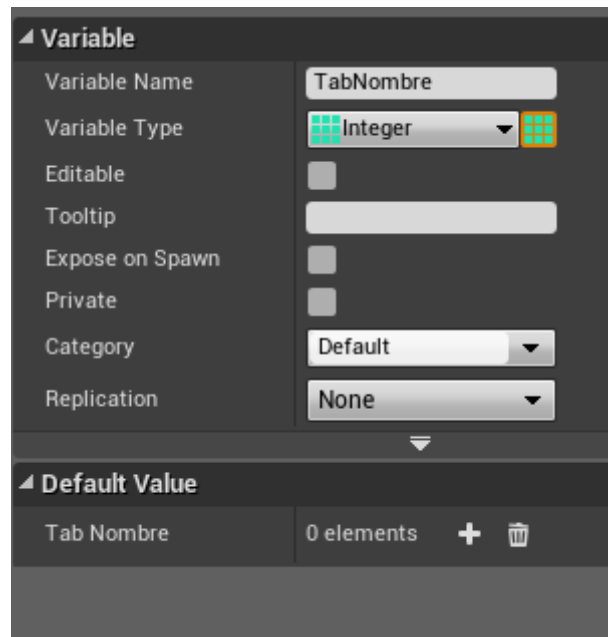 Variable
Variable Name TabNombre
Variable Type Integer
Editable
Tooltip
Expose on Spawn
Private
Category Default
Replication None
Default Value
Tab Nombre 0 elements